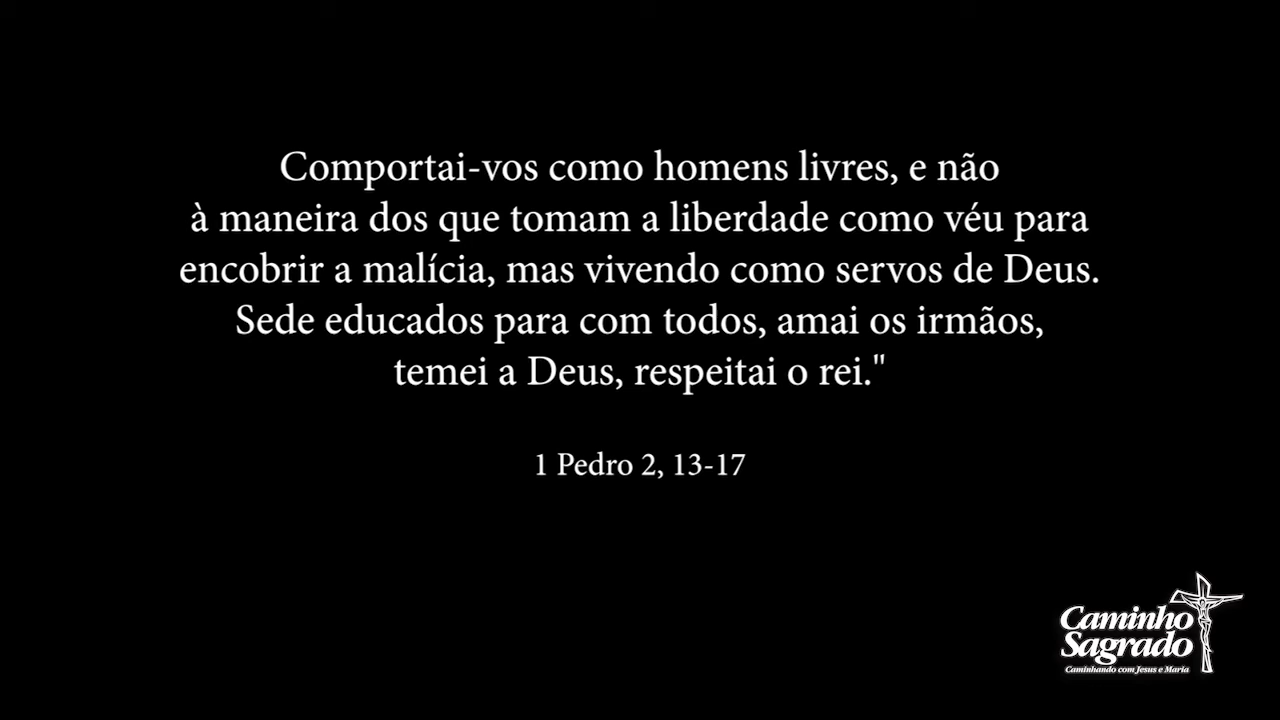 Comportai-vos como homens livres, e não
à maneira dos que tomam a liberdade como véu para
encobrir a malícia, mas vivendo como servos de Deus.
Sede educados para com todos, amai os irmãos,
temei a Deus, respeitai o rei."
1 Pedro 2, 13-17
Caminho
Sagrado
Caminhando com Jesus e Maria